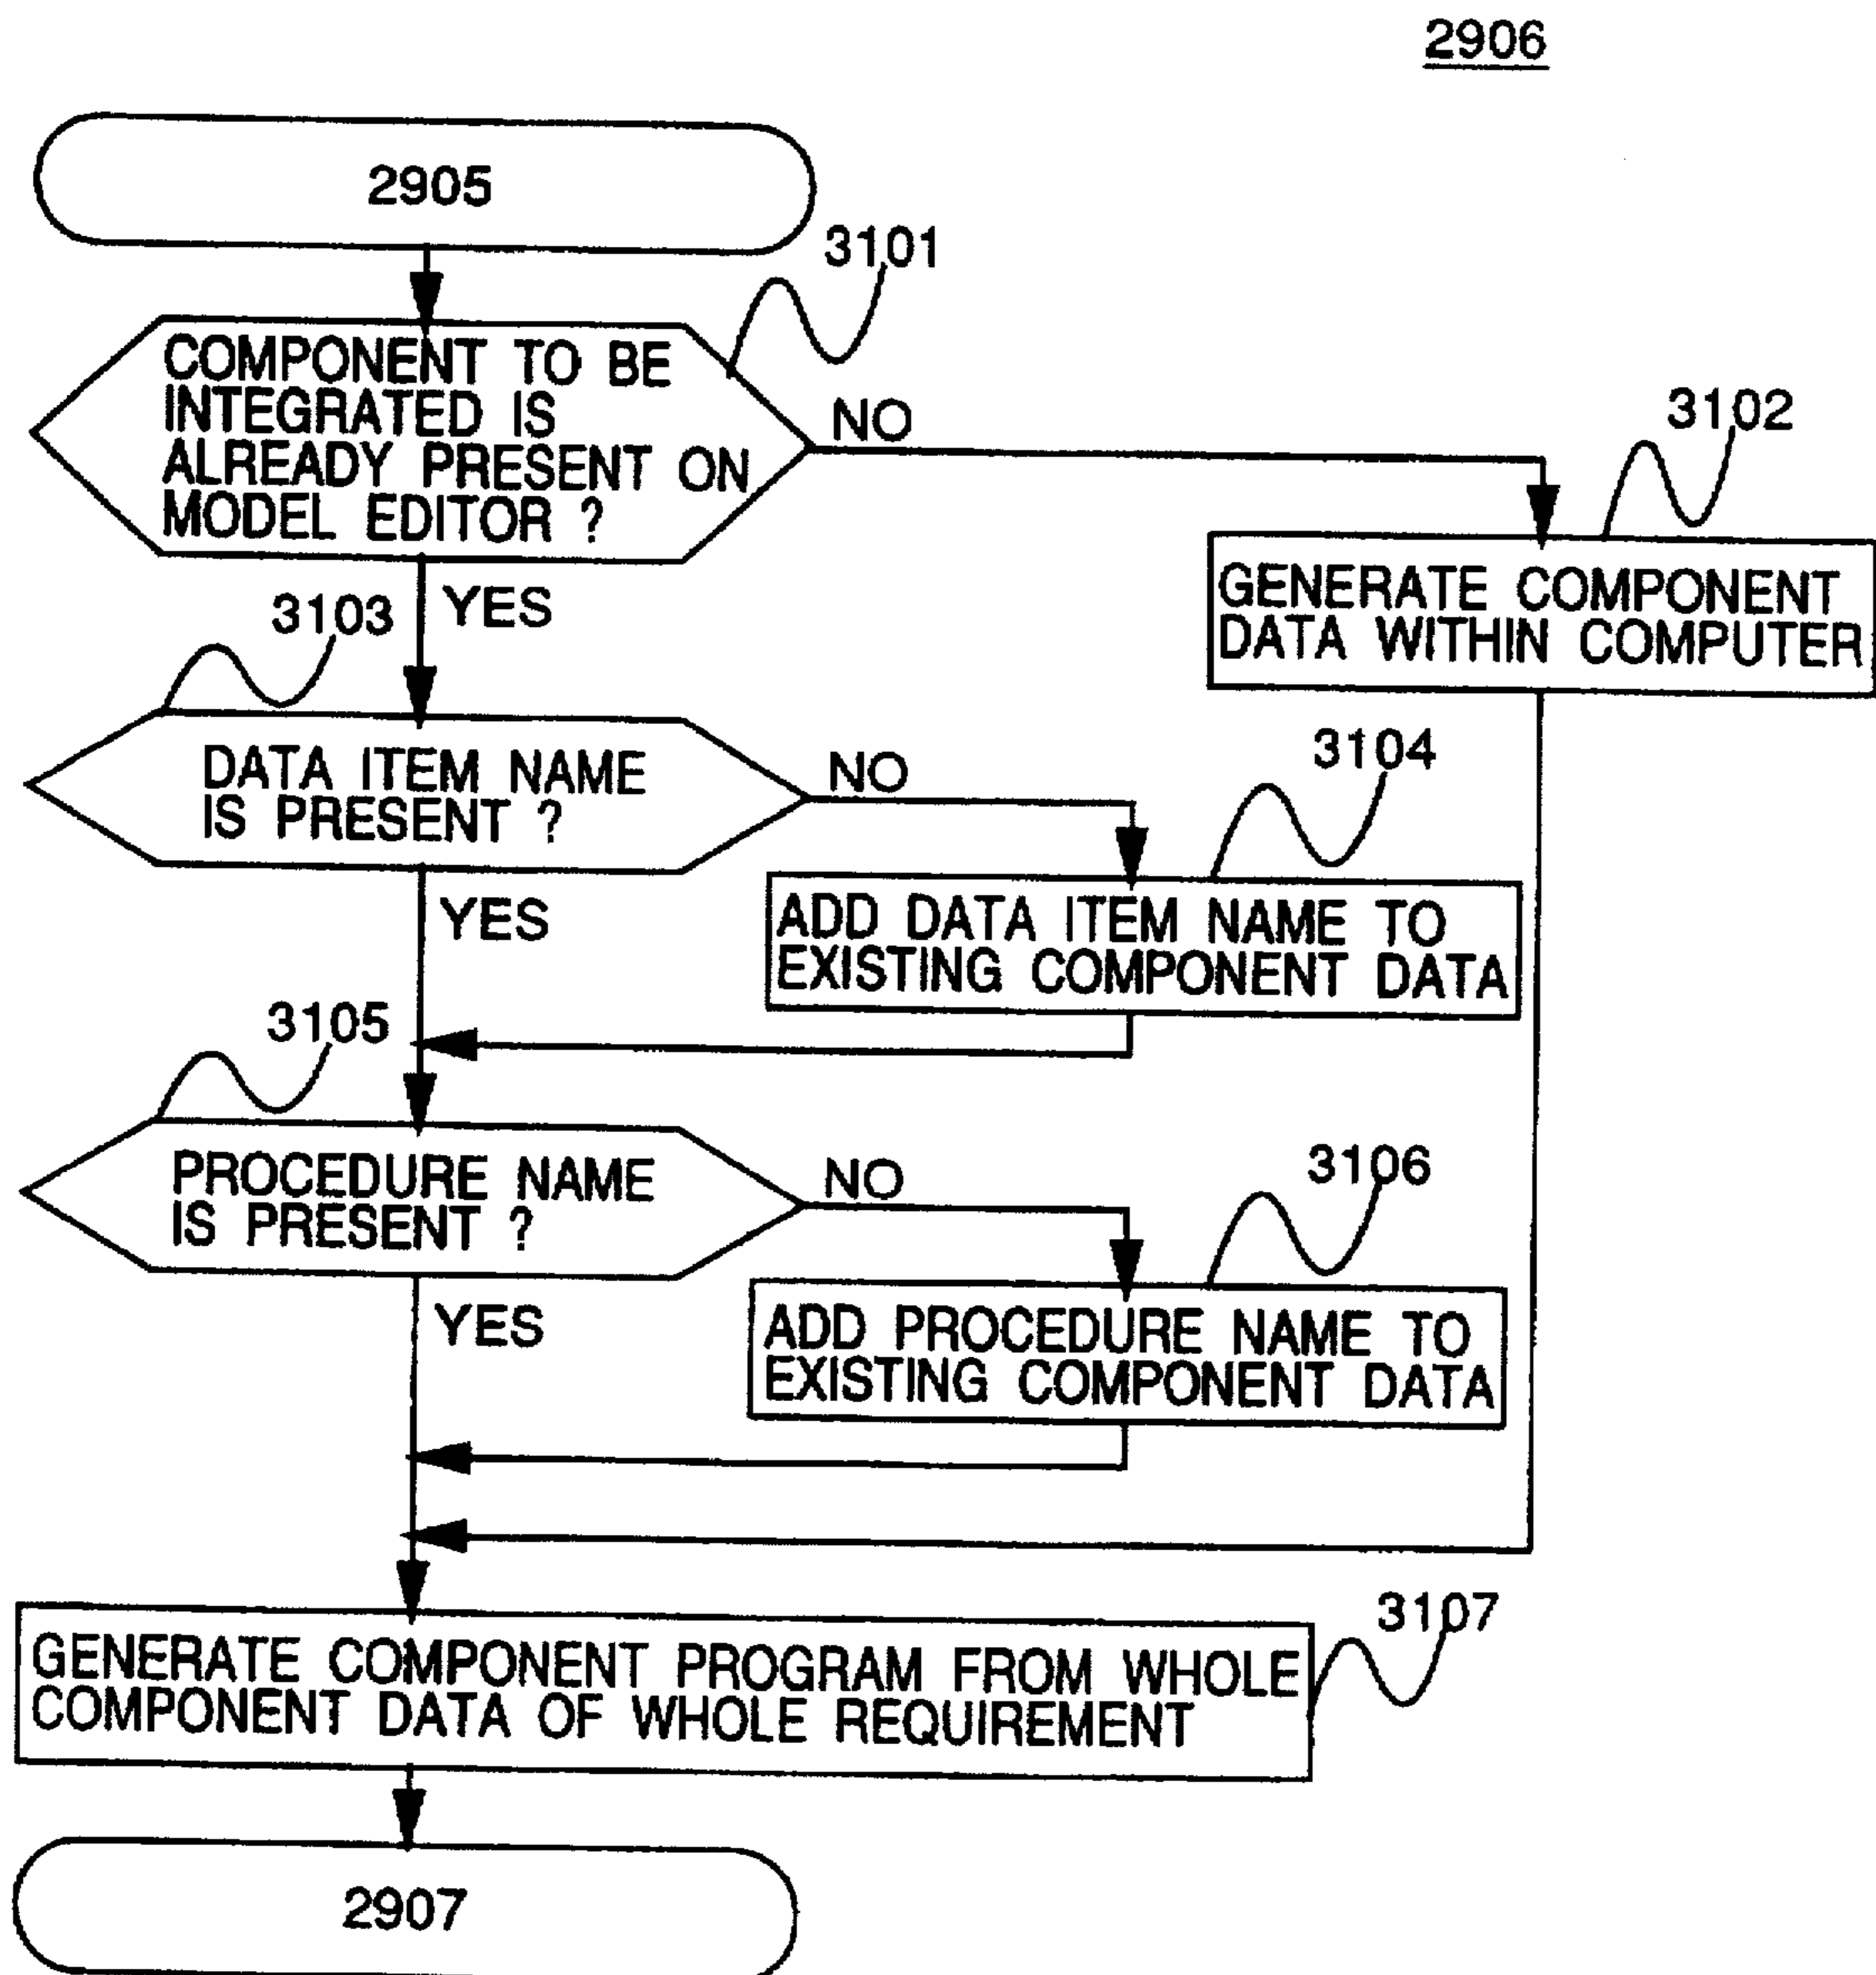 2906
2905
3101
COMPONENT TO BE
INTEGRATED IS
ALREADY PRESENT ON
MODEL EDITOR ?
NO
3102
GENERATE COMPONENT
DATA WITHIN COMPUTER
YES
3103
DATA ITEM NAME
IS PRESENT ?
NO
3104
ADD DATA ITEM NAME TO
EXISTING COMPONENT DATA
YES
3105
PROCEDURE NAME
IS PRESENT ?
NO
3106
ADD PROCEDURE NAME TO
EXISTING COMPONENT DATA
YES
3107
GENERATE COMPONENT PROGRAM FROM WHOLE
COMPONENT DATA OF WHOLE REQUIREMENT
2907